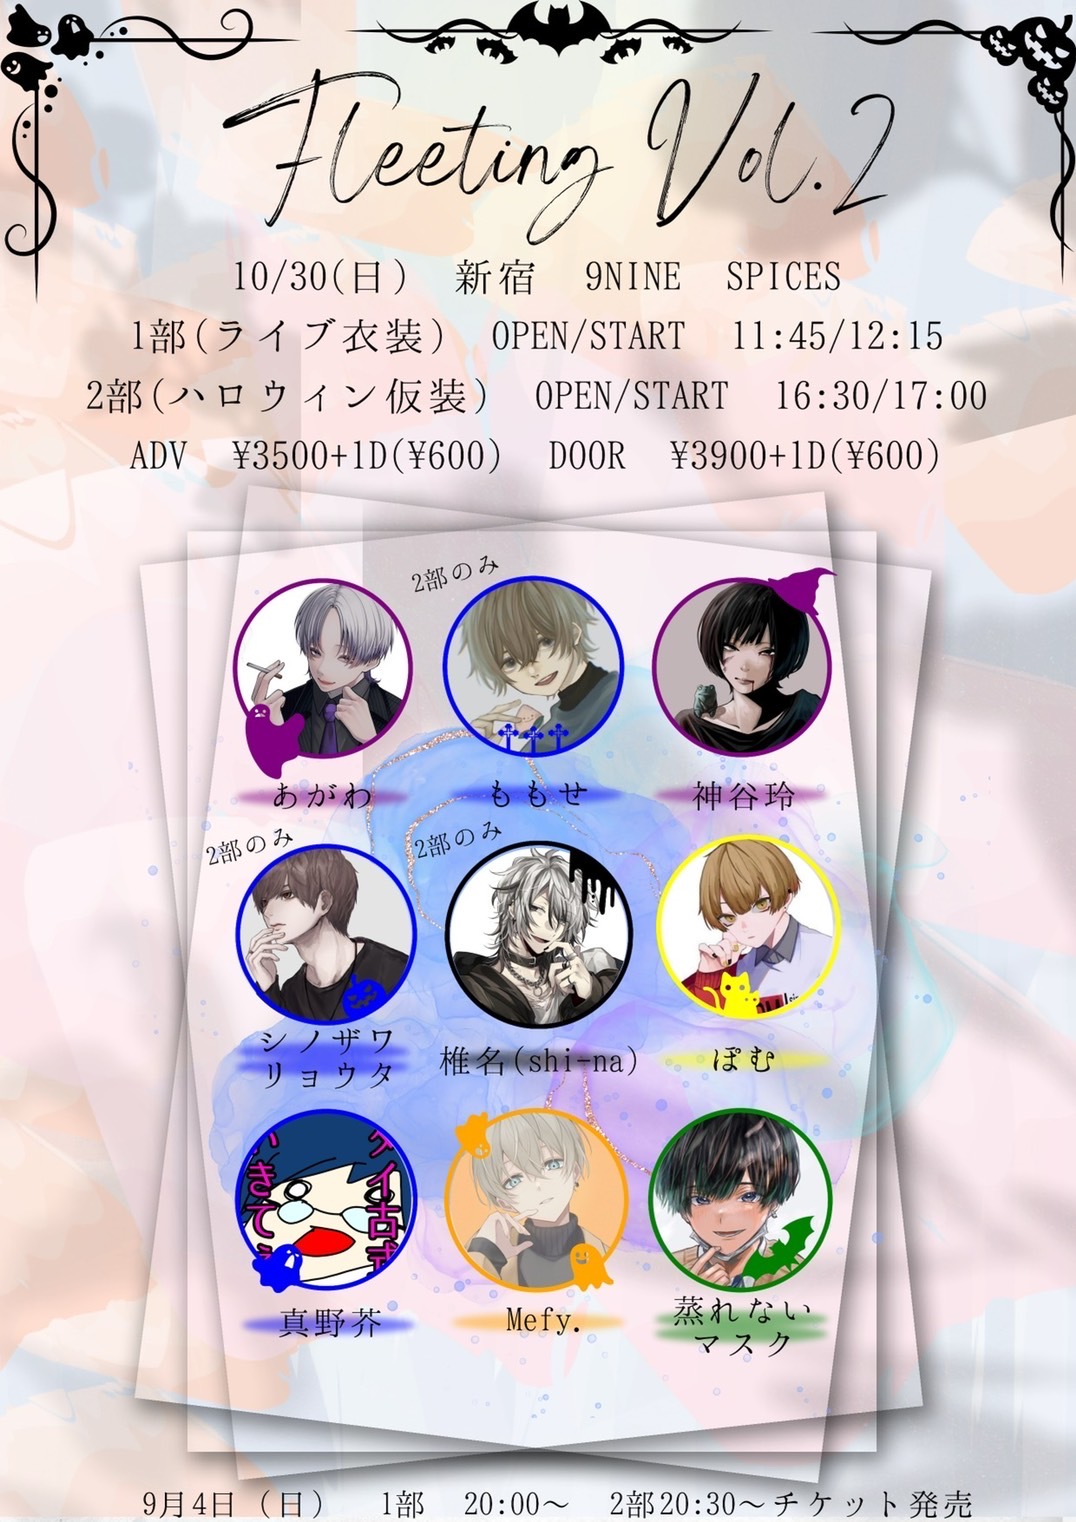 Fleeting Vol.2
10/30(日) 新宿 9NINE SPICES
1部(ライブ衣装) OPEN/START 11:45/12:15
2部(ハロウィン仮装) OPEN/START 16:30/17:00
ADV ¥3500+1D(¥600) DOOR ¥3900+1D(¥600)
2部のみ
あがわ ももせ 神谷玲
2部のみ 2部のみ
シノザワ
リョウタ
椎名(shi-na)
ぽむ
きて
イ古式
真野芥
Mefy.
蒸れない
マスク
9月4日(日) 1部 20:00〜 2部20:30〜チケット発売